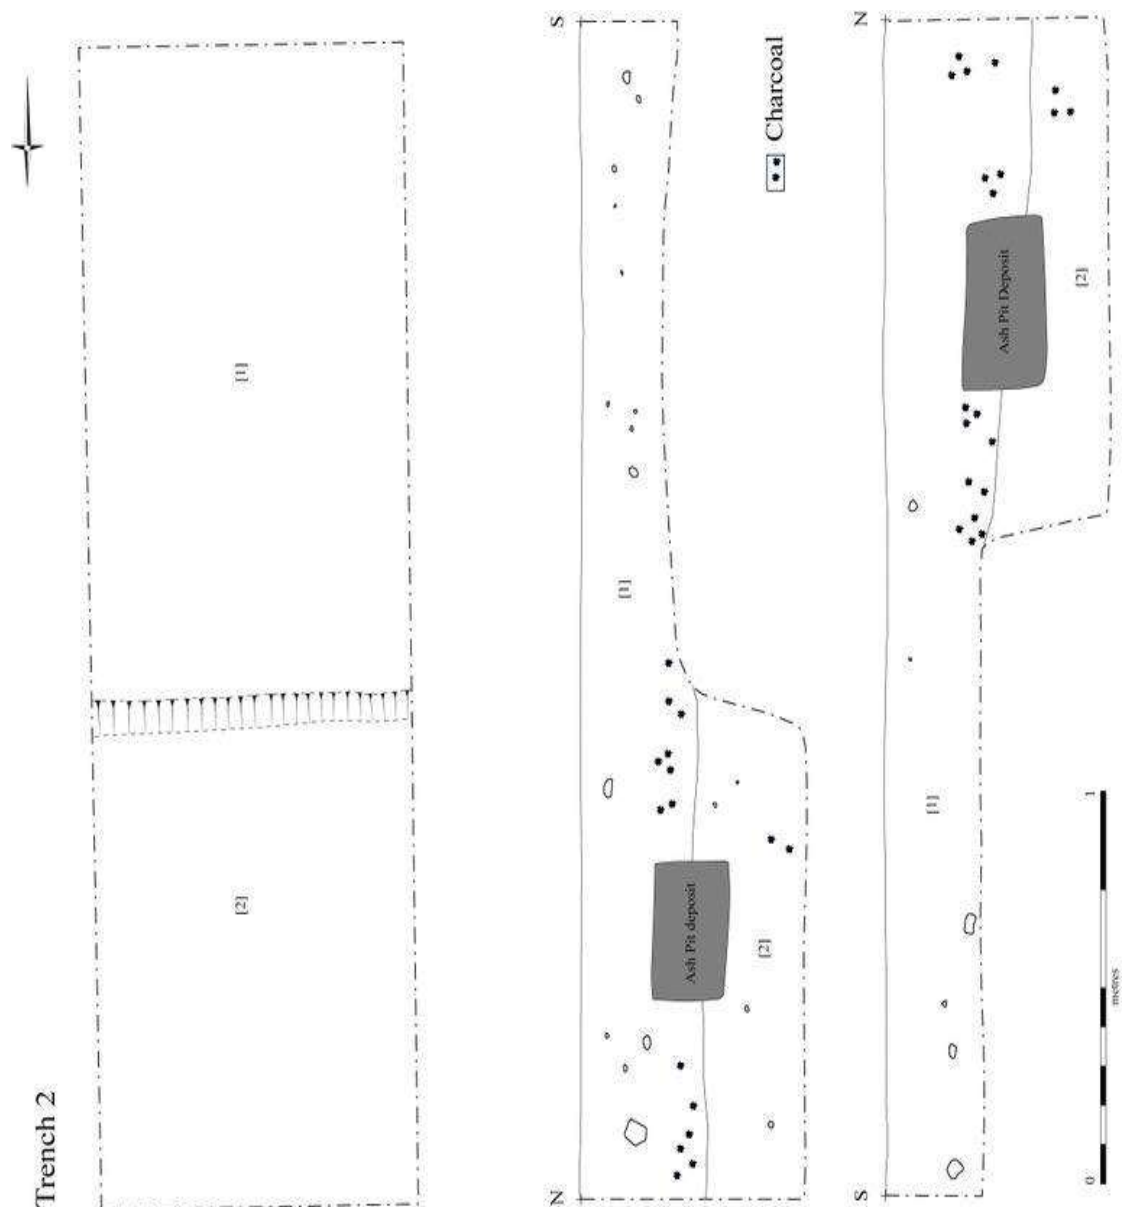 Trench 2
[2]
[1]
N
S
[1]
Ash Pit deposit
[2]
Charcoal
S
N
[1]
Ash Pit Deposit
[2]
0
1
metres